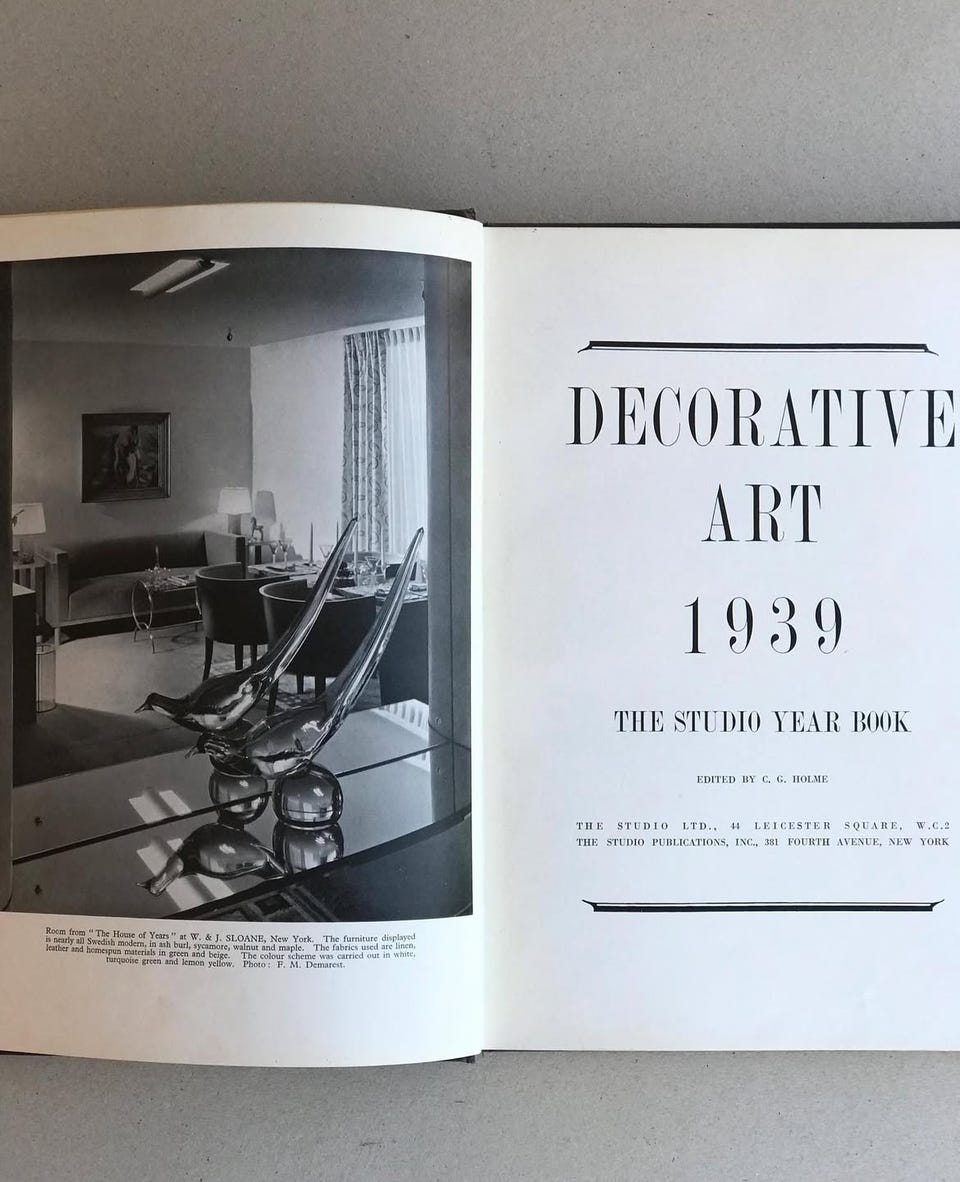 Room from " The House of Years " at W. & J. SLOANE, New York. The furniture displayed
is nearly all Swedish modern, in ash burl, sycamore, walnut and maple. The fabrics used are linen,
leather and homespun materials in green and beige. The colour scheme was carried out in white,
turquoise green and lemon yellow. Photo : F. M. Demarest.
DECORATIVE
ART
1939
THE STUDIO YEAR BOOK
EDITED BY C. G. HOLME
THE STUDIO LTD., 44 LEICESTER SQUARE, W.C.2
THE STUDIO PUBLICATIONS, INC., 381 FOURTH AVENUE, NEW YORK